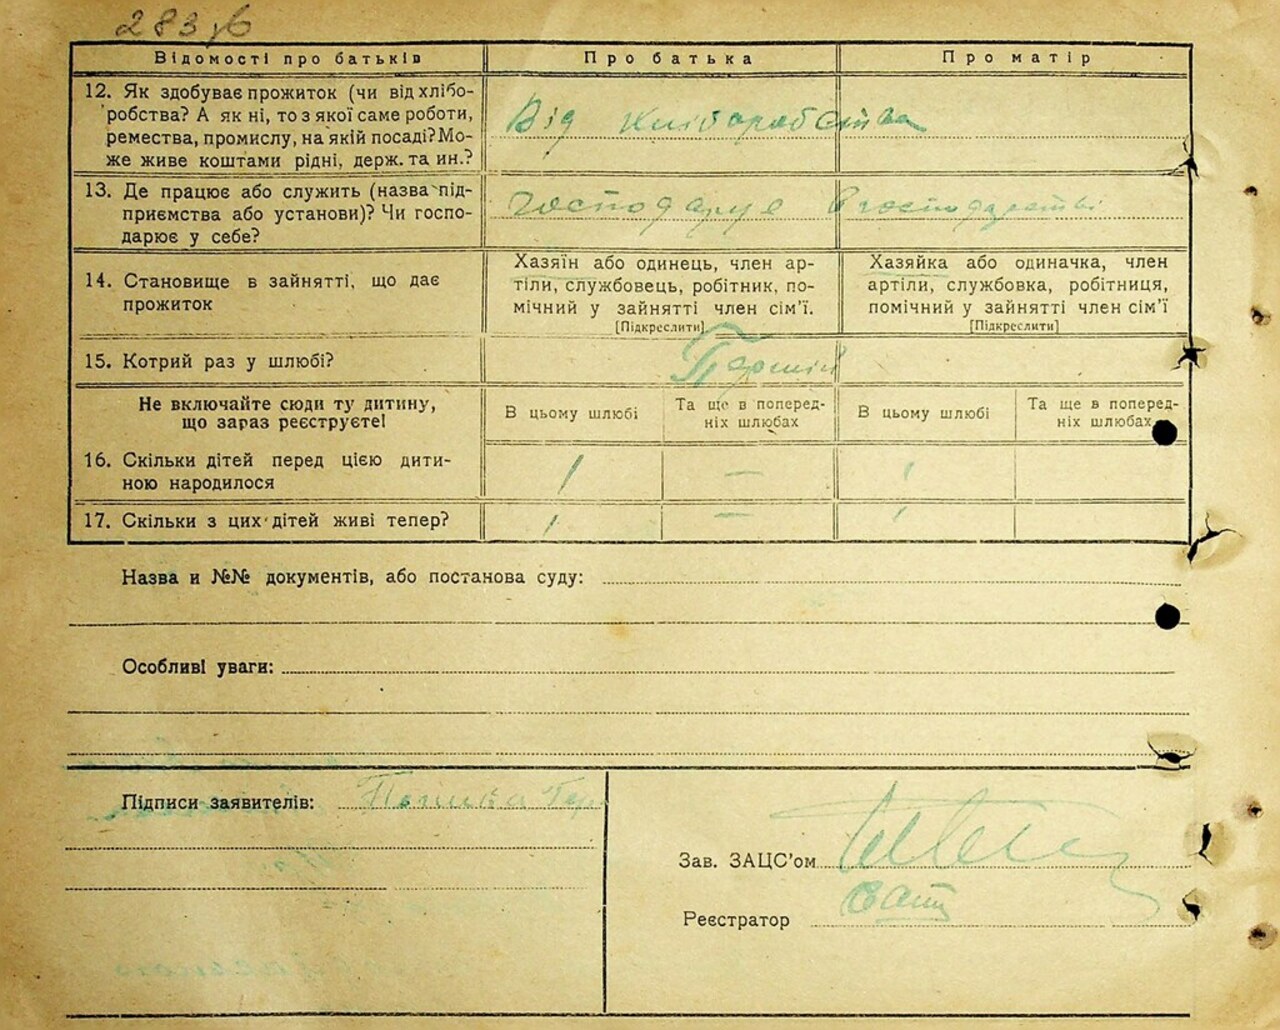 283 зв
Відомості про батьків
Про батька
Про матір
12. Як здобуває прожиток (чи від хлібо-
робства? А як ні, то з якої саме роботи,
ремества, промислу, на якій посаді? Мо-
же живе коштами рідні, держ. та ин.?
Від хліборобства
13. Де працює або служить (назва під-
приємства або установи)? Чи госпо-
дарює у себе?
господарує в господарстві
14. Становище в зайнятті, що дає
прожиток
Хазяїн або одинець, член ар-
тіли, службовець, робітник, по-
мічний у зайнятті член сім'ї.
[Підкреслити]
Хазяйка або одиначка, член
артіли, службовка, робітниця,
помічний у зайнятті член сім'ї
[Підкреслити]
15. Котрий раз у шлюбі?
Перший
Не включайте сюди ту дитину,
що зараз реєструєте!
В цьому шлюбі
Та ще в поперед-
ніх шлюбах
В цьому шлюбі
Та ще в поперед-
ніх шлюбах
16. Скільки дітей перед цією дити-
ною народилося
1 — 1
17. Скільки з цих дітей живі тепер?
1 — 1
Назва и №№ документів, або постанова суду:
Особливі уваги:
Підписи заявителів:
Зав. ЗАЦС'ом
Реєстратор